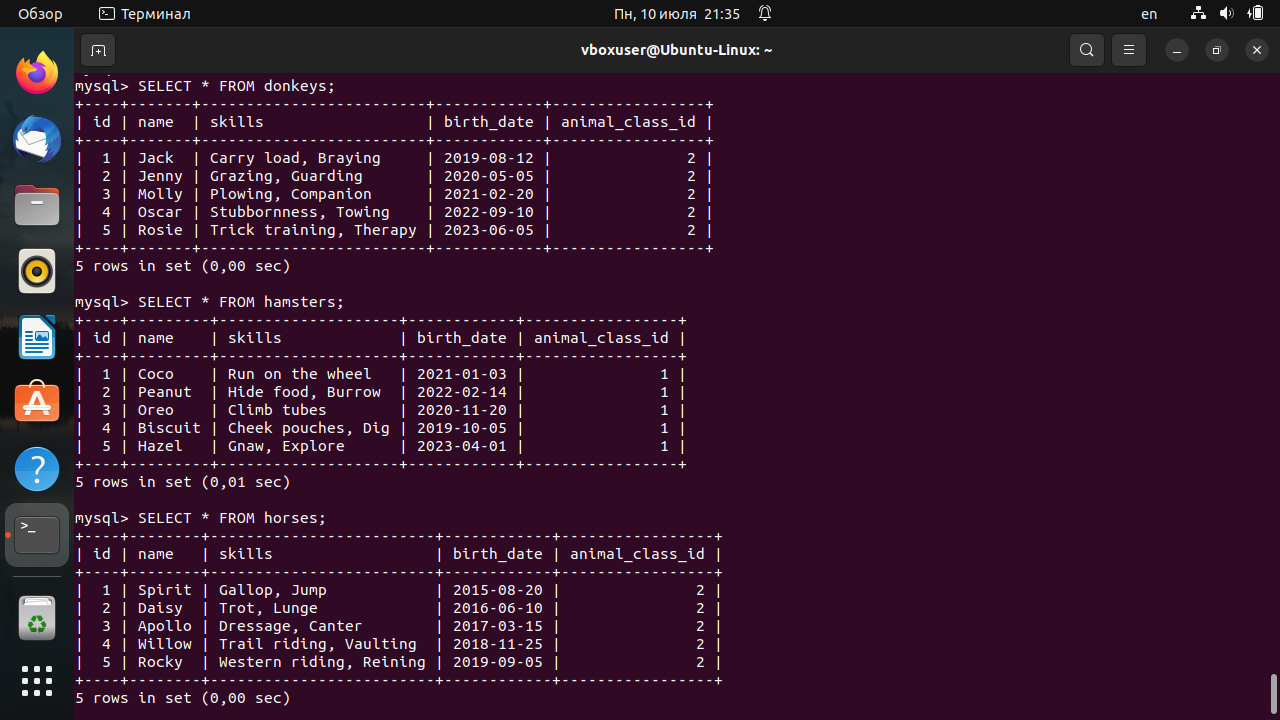 Обзор Терминал Пн, 10 июля 21:35 en
vboxuser@Ubuntu-Linux: ~
mysql> SELECT * FROM donkeys;
+----+-------+-------------------------+------------+-----------------+
| id | name  | skills                  | birth_date | animal_class_id |
+----+-------+-------------------------+------------+-----------------+
|  1 | Jack  | Carry load, Braying     | 2019-08-12 |               2 |
|  2 | Jenny | Grazing, Guarding       | 2020-05-05 |               2 |
|  3 | Molly | Plowing, Companion      | 2021-02-20 |               2 |
|  4 | Oscar | Stubbornness, Towing    | 2022-09-10 |               2 |
|  5 | Rosie | Trick training, Therapy | 2023-06-05 |               2 |
+----+-------+-------------------------+------------+-----------------+
5 rows in set (0,00 sec)
mysql> SELECT * FROM hamsters;
+----+---------+--------------------+------------+-----------------+
| id | name    | skills             | birth_date | animal_class_id |
+----+---------+--------------------+------------+-----------------+
|  1 | Coco    | Run on the wheel   | 2021-01-03 |               1 |
|  2 | Peanut  | Hide food, Burrow  | 2022-02-14 |               1 |
|  3 | Oreo    | Climb tubes        | 2020-11-20 |               1 |
|  4 | Biscuit | Cheek pouches, Dig | 2019-10-05 |               1 |
|  5 | Hazel   | Gnaw, Explore      | 2023-04-01 |               1 |
+----+---------+--------------------+------------+-----------------+
5 rows in set (0,01 sec)
mysql> SELECT * FROM horses;
+----+--------+-------------------------+------------+-----------------+
| id | name   | skills                  | birth_date | animal_class_id |
+----+--------+-------------------------+------------+-----------------+
|  1 | Spirit | Gallop, Jump            | 2015-08-20 |               2 |
|  2 | Daisy  | Trot, Lunge             | 2016-06-10 |               2 |
|  3 | Apollo | Dressage, Canter        | 2017-03-15 |               2 |
|  4 | Willow | Trail riding, Vaulting  | 2018-11-25 |               2 |
|  5 | Rocky  | Western riding, Reining | 2019-09-05 |               2 |
+----+--------+-------------------------+------------+-----------------+
5 rows in set (0,00 sec)